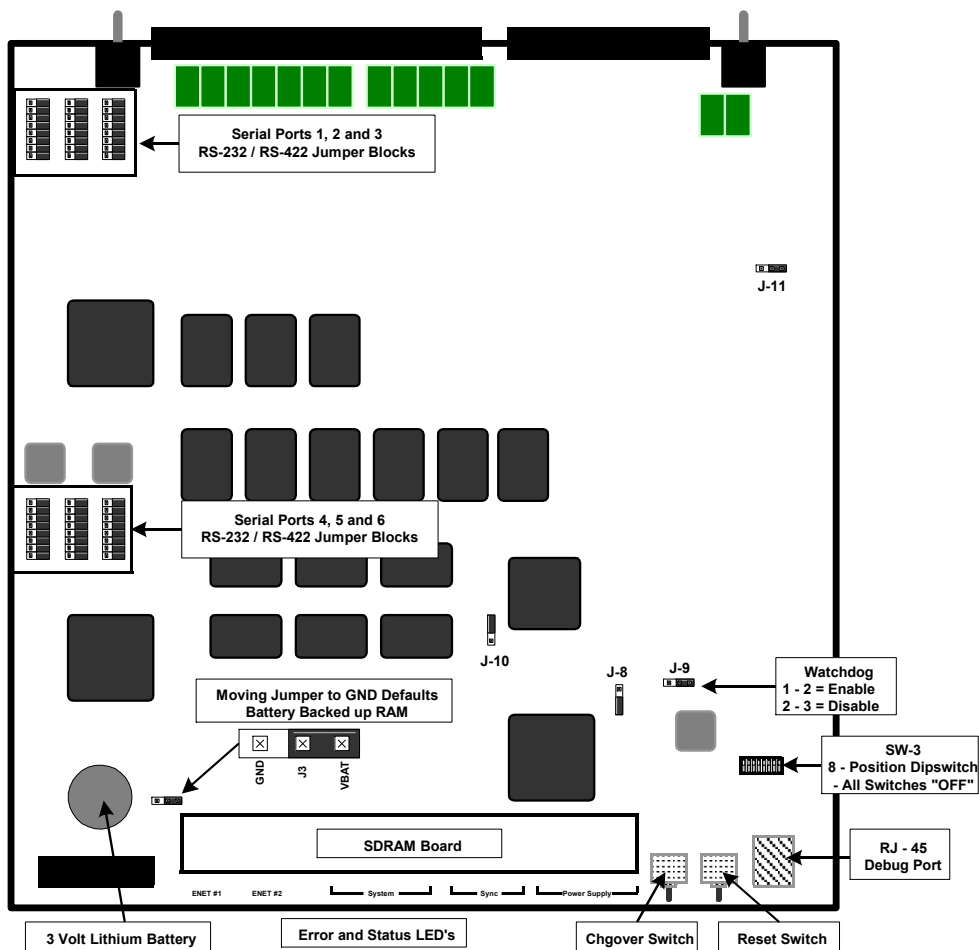 Serial Ports 1, 2 and 3
RS-232 / RS-422 Jumper Blocks
J-11
Serial Ports 4, 5 and 6
RS-232 / RS-422 Jumper Blocks
J-10
J-8
J-9
Watchdog
1 - 2 = Enable
2 - 3 = Disable
Moving Jumper to GND Defaults
Battery Backed up RAM
GND
J3
VBAT
SW-3
8 - Position Dipswitch
- All Switches "OFF"
SDRAM Board
RJ - 45
Debug Port
ENET #1
ENET #2
System
Sync
Power Supply
3 Volt Lithium Battery
Error and Status LED's
Chgover Switch
Reset Switch